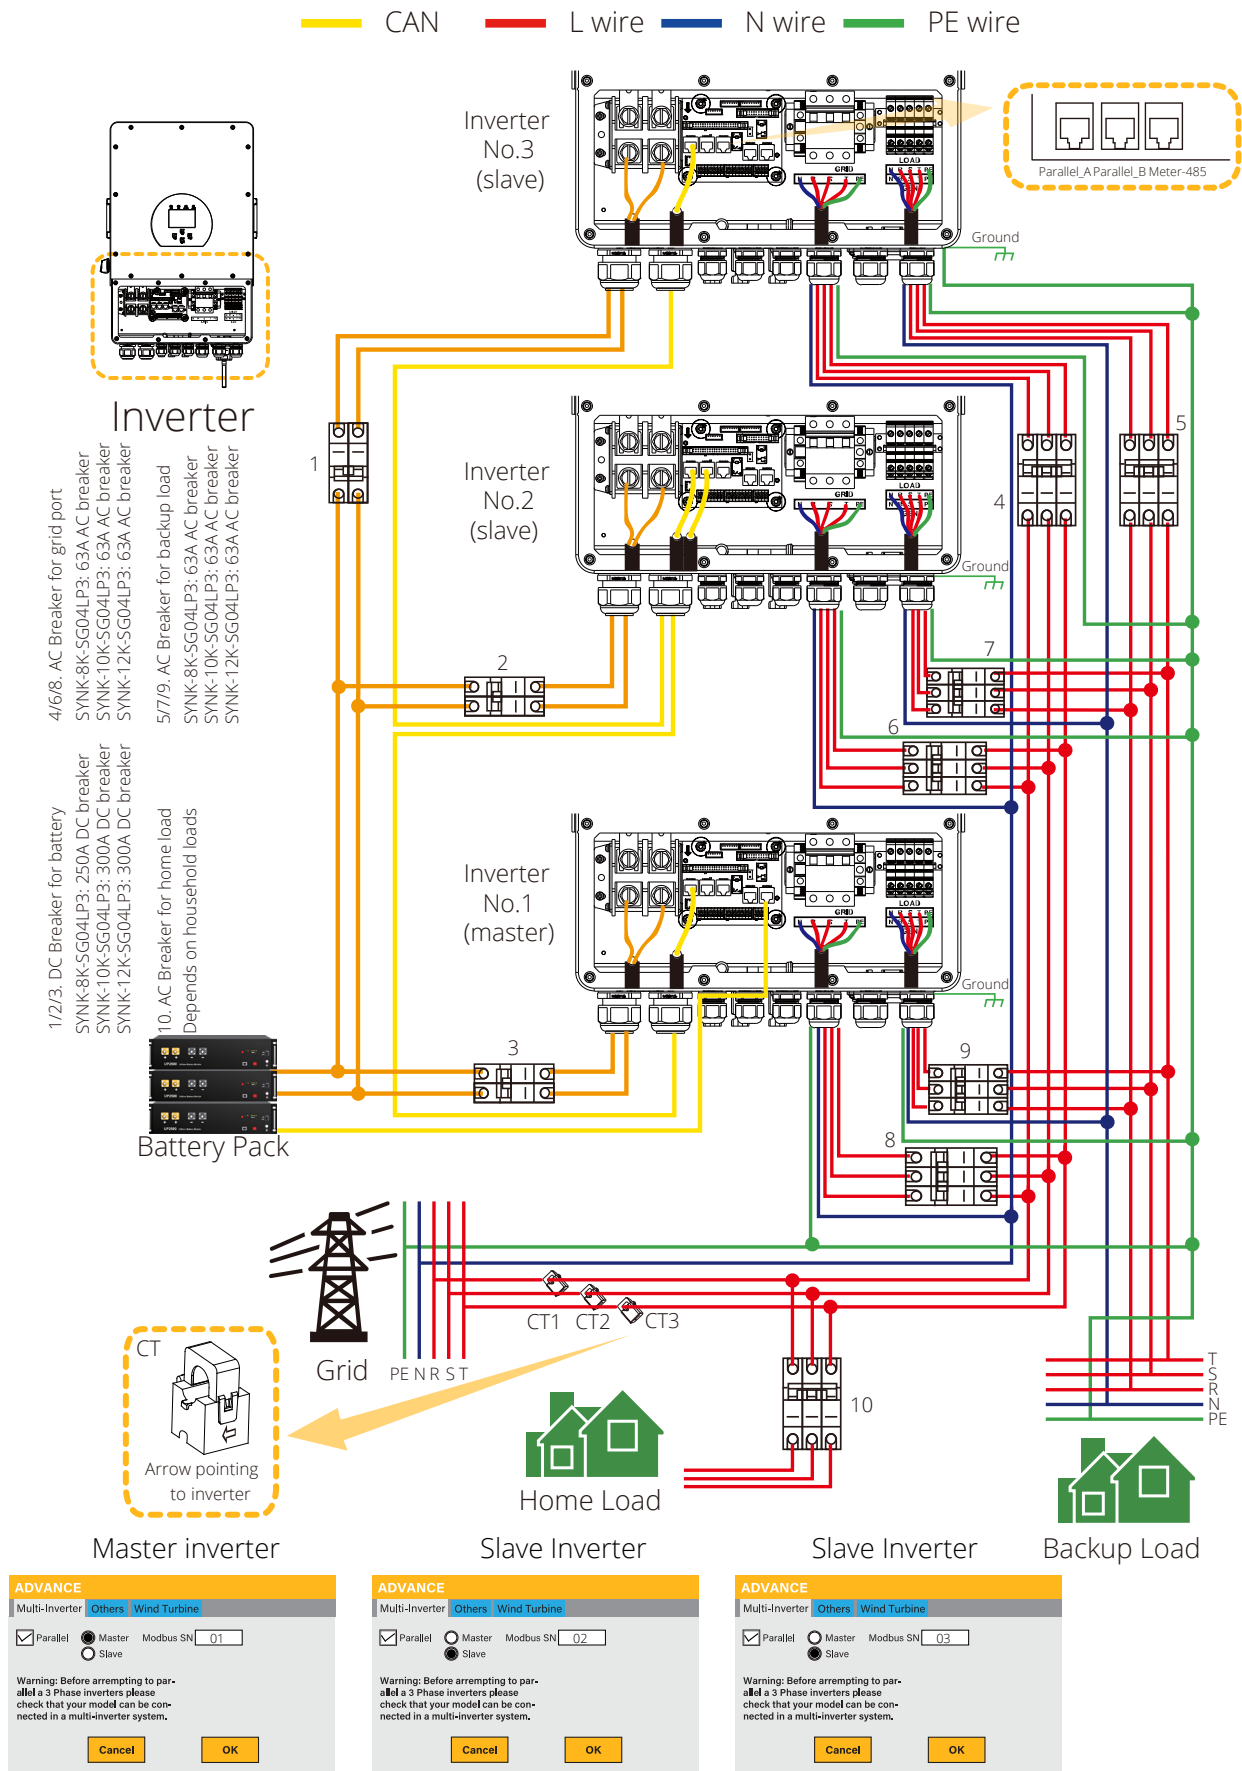 CAN
L wire
N wire
PE wire
Inverter
No.3
(slave)
LOAD
GRID
N R S T PE
Parallel_A Parallel_B Meter-485
Ground
Inverter
1
Inverter
No.2
(slave)
LOAD
GRID
Ground
5
4
4/6/8. AC Breaker for grid port
SYNK-8K-SG04LP3: 63A AC breaker
SYNK-10K-SG04LP3: 63A AC breaker
SYNK-12K-SG04LP3: 63A AC breaker
5/7/9. AC Breaker for backup load
SYNK-8K-SG04LP3: 63A AC breaker
SYNK-10K-SG04LP3: 63A AC breaker
SYNK-12K-SG04LP3: 63A AC breaker
2
7
6
1/2/3. DC Breaker for battery
SYNK-8K-SG04LP3: 250A DC breaker
SYNK-10K-SG04LP3: 300A DC breaker
SYNK-12K-SG04LP3: 300A DC breaker
10. AC Breaker for home load
Depends on household loads
Inverter
No.1
(master)
LOAD
GRID
Ground
3
9
8
Battery Pack
CT1
CT2
CT3
Grid
PE N R S T
CT
Arrow pointing
to inverter
10
Home Load
T
S
R
N
PE
Backup Load
Master inverter
Slave Inverter
Slave Inverter
ADVANCE
Multi-Inverter Others Wind Turbine
Parallel Master Modbus SN 01
Slave
Warning: Before arrempting to par-
allel a 3 Phase inverters please
check that your model can be con-
nected in a multi-inverter system.
Cancel OK
ADVANCE
Multi-Inverter Others Wind Turbine
Parallel Master Modbus SN 02
Slave
Warning: Before arrempting to par-
allel a 3 Phase inverters please
check that your model can be con-
nected in a multi-inverter system.
Cancel OK
ADVANCE
Multi-Inverter Others Wind Turbine
Parallel Master Modbus SN 03
Slave
Warning: Before arrempting to par-
allel a 3 Phase inverters please
check that your model can be con-
nected in a multi-inverter system.
Cancel OK